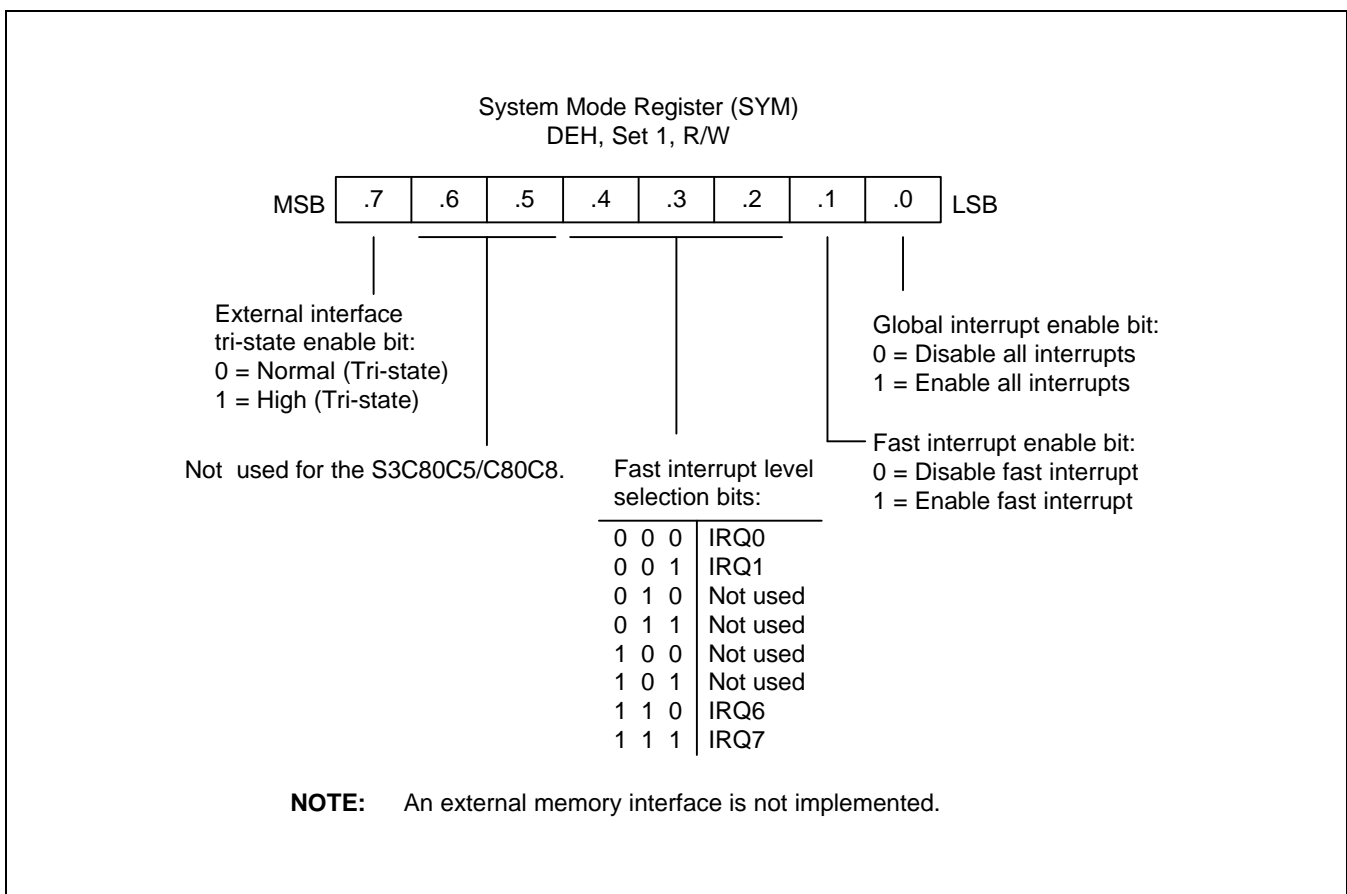 System Mode Register (SYM)
DEH, Set 1, R/W
MSB .7 .6 .5 .4 .3 .2 .1 .0 LSB
External interface
tri-state enable bit:
0 = Normal (Tri-state)
1 = High (Tri-state)
Not used for the S3C80C5/C80C8.
Fast interrupt level
selection bits:
0 0 0 IRQ0
0 0 1 IRQ1
0 1 0 Not used
0 1 1 Not used
1 0 0 Not used
1 0 1 Not used
1 1 0 IRQ6
1 1 1 IRQ7
Global interrupt enable bit:
0 = Disable all interrupts
1 = Enable all interrupts
Fast interrupt enable bit:
0 = Disable fast interrupt
1 = Enable fast interrupt
NOTE: An external memory interface is not implemented.